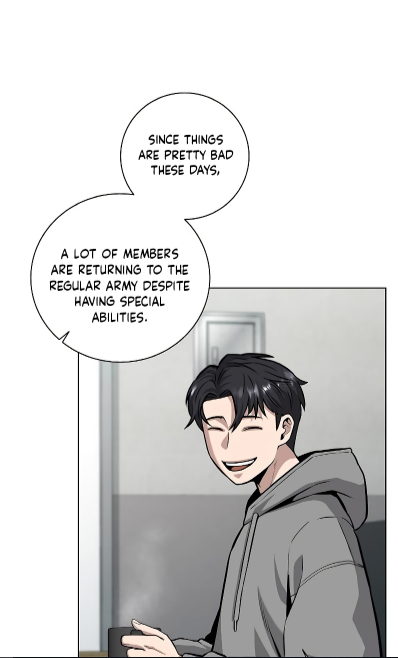 SINCE THINGS
ARE PRETTY BAD
THESE DAYS,
A LOT OF MEMBERS
ARE RETURNING TO THE
REGULAR ARMY DESPITE
HAVING SPECIAL
ABILITIES.